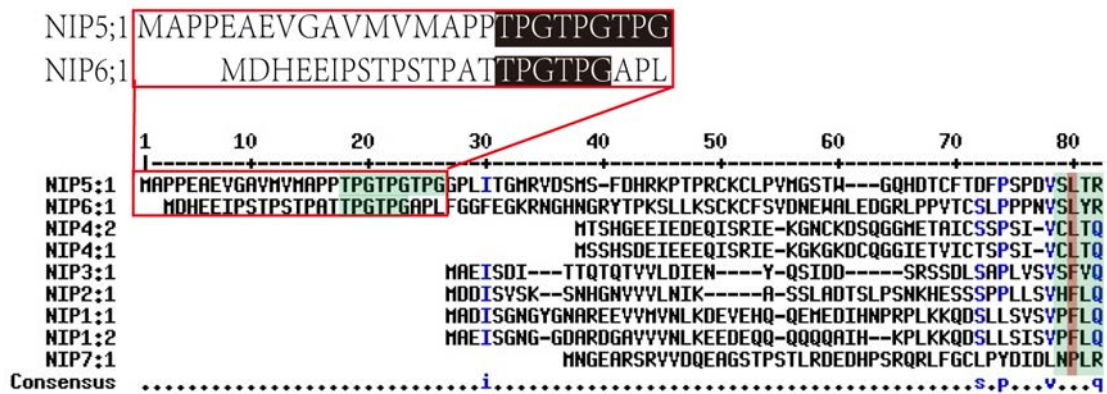 NIP5;1 MAPPEAEVGAVMVMAPPTPGTPGTPG
NIP6;1 MDHEEIPSTPSTPATTPGTPGAPL
1 10 20 30 40 50 60 70 80
NIP5:1 MAPPEAEVGAVMVMAPPTPGTPGTPGGPLITGMRVDSMS-FDHRKPTPRCKCLPVMGSTW---GQHDTCFTDFPSPDVSLTR
NIP6:1 MDHEEIPSTPSTPATTPGTPGAPLFGGFEGKRNGHNGRYTPKSLLKSCKCFSVDNEWALEDGRLPPVTCSLPPPNVSLYR
NIP4:2 MTSHGEEIEDEQISRIE-KGNCKDSQGGMETAICSSPSI-VCLTQ
NIP4:1 MSSHSDEIEEEQISRIE-KGKGKDCQGGIETVICTSPSI-VCLTQ
NIP3:1 MAEISDI---TTQTQTVVLDIEN----Y-QSIDD-----SRSSDLSAPLVSVSFVQ
NIP2:1 MDDISVSK--SNHGNVVVLNIK-----A-SSLADTSLPSNKHESSSPPLLSVHFLQ
NIP1:1 MADISGNGYGNAREEVVMVNLKDEVEHQ-QEMEDIHNPRPLKKQDSLLSVSVPFLQ
NIP1:2 MAEISGNG-GDARDGAVVVNLKEEDEQQ-QQQQAIH-KPLKKQDSLLSISVPFLQ
NIP7:1 MNGEARSRVVDQEAGSTPSTLRDEDHPSRQRLFGCLPYDIDLNPLR
Consensus .............................i.........................................s.p...v...q